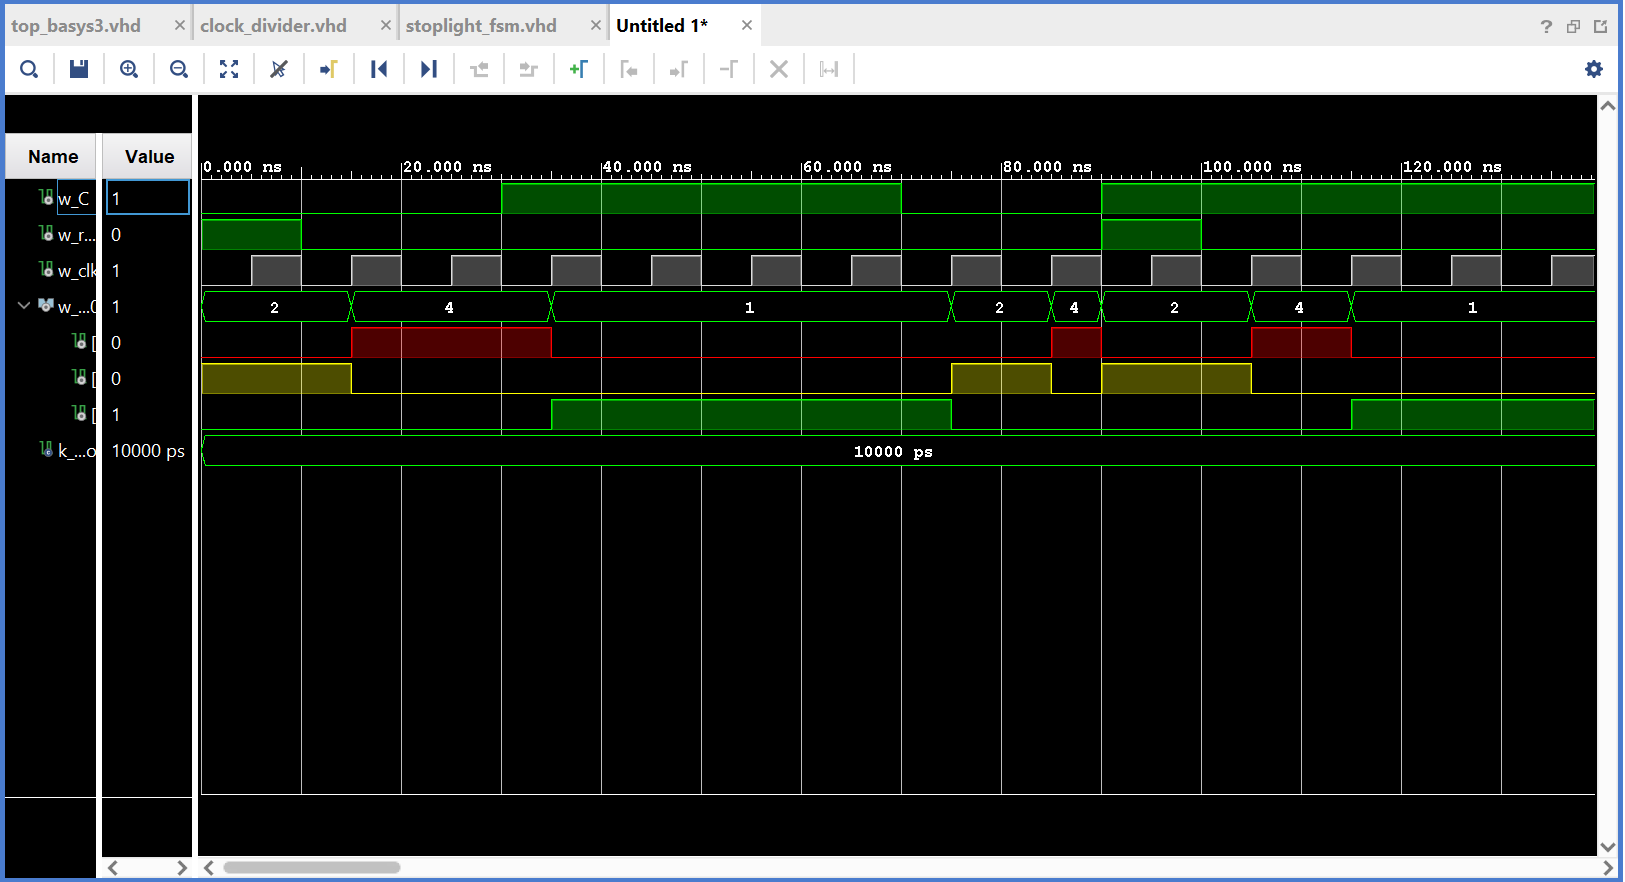 top_basys3.vhd × clock_divider.vhd × stoplight_fsm.vhd × Untitled 1* × ?
Name Value
0.000 ns 20.000 ns 40.000 ns 60.000 ns 80.000 ns 100.000 ns 120.000 ns
w_C 1
w_r... 0
w_clk 1
w_...0 1 2 4 1 2 4 2 4 1
[ 0
[ 0
[ 1
k_...o 10000 ps 10000 ps